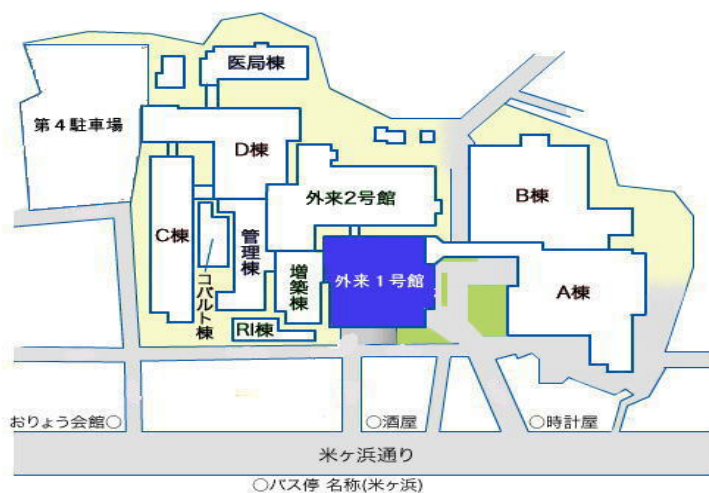 医局棟
第4駐車場
D棟
外来2号館
B棟
C棟
管理棟
コバルト棟
増築棟
外来1号館
A棟
RI棟
おりょう会館○
○酒屋
○時計屋
米ヶ浜通り
○バス停 名称(米ヶ浜)